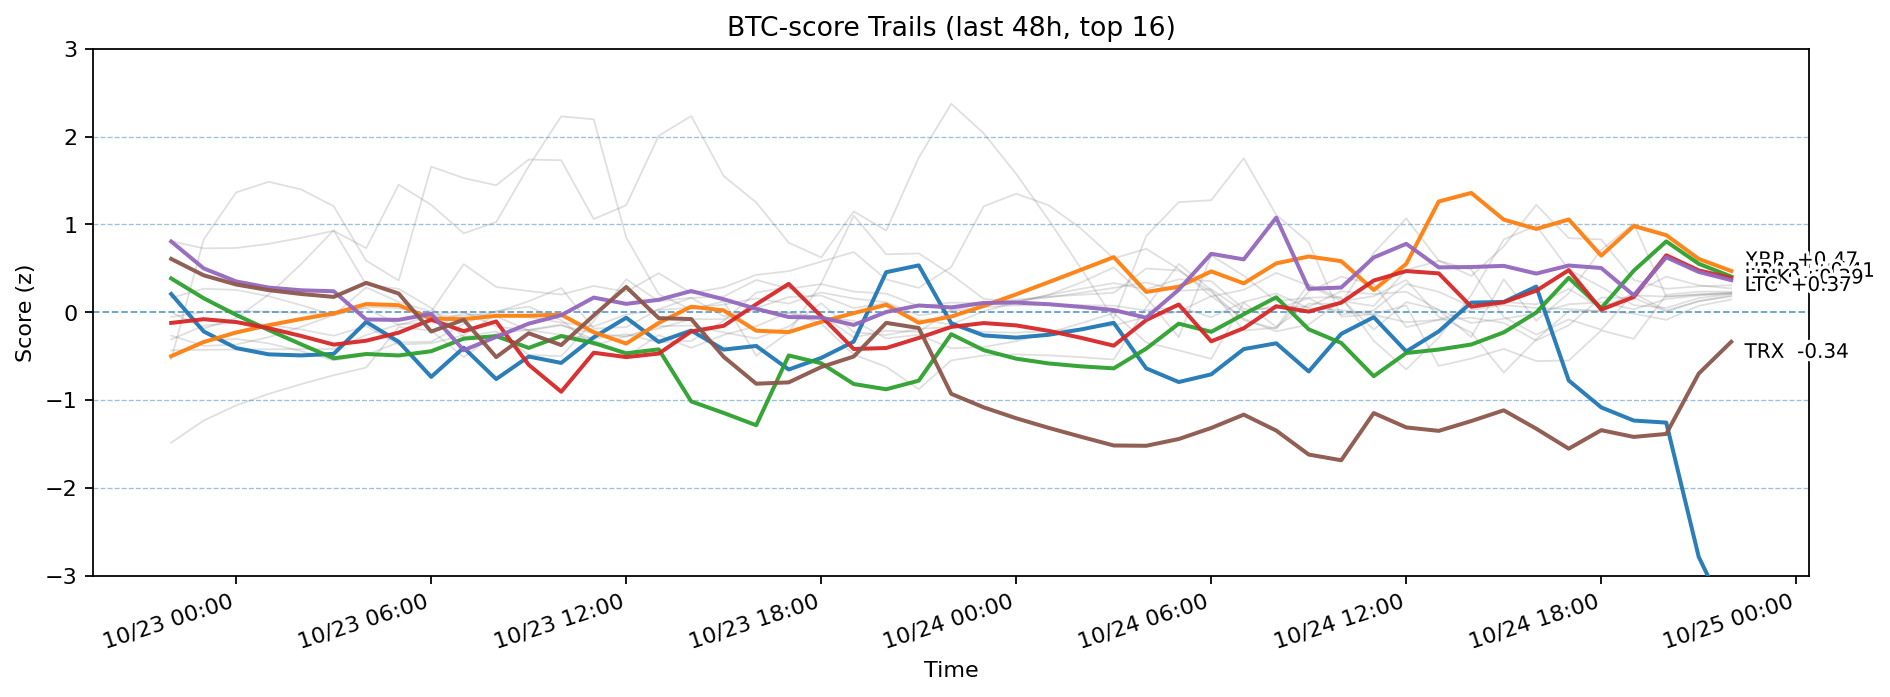 BTC-score Trails (last 48h, top 16)
Score (z)
3
2
1
0
−1
−2
−3
XRP +0.47
LTC +0.37
TRX -0.34
10/23 00:00
10/23 06:00
10/23 12:00
10/23 18:00
10/24 00:00
10/24 06:00
10/24 12:00
10/24 18:00
10/25 00:00
Time